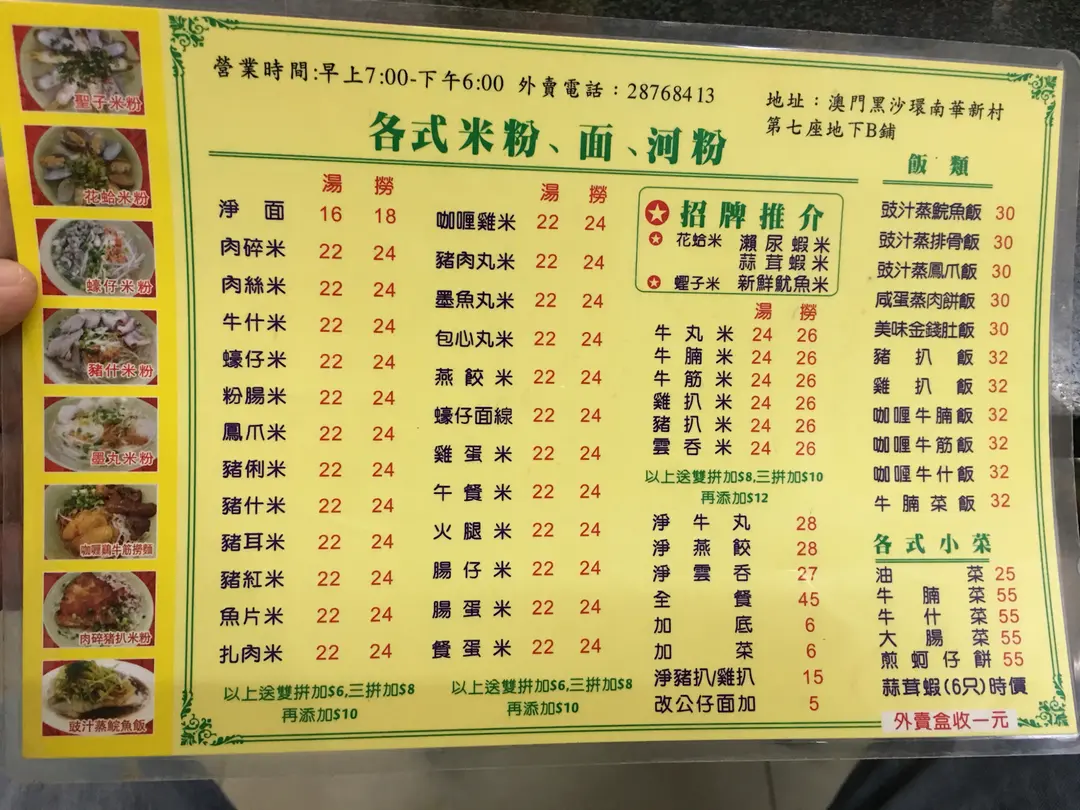 聖子米粉
花蛤米粉
蠔仔米粉
豬什米粉
墨丸米粉
咖喱鷄牛筋撈麵
肉碎猪扒米粉
豉汁蒸鯇魚飯
營業時間:早上7:00-下午6:00 外賣電話：28768413
地址：澳門黑沙環南華新村
第七座地下B鋪
各式米粉、面、河粉
湯 撈
淨面 16 18
肉碎米 22 24
肉絲米 22 24
牛什米 22 24
蠔仔米 22 24
粉腸米 22 24
鳳爪米 22 24
豬俐米 22 24
豬什米 22 24
豬耳米 22 24
豬紅米 22 24
魚片米 22 24
扎肉米 22 24
以上送雙拼加$6,三拼加$8
再添加$10
湯 撈
咖喱雞米 22 24
豬肉丸米 22 24
墨魚丸米 22 24
包心丸米 22 24
燕餃米 22 24
蠔仔面線 22 24
雞蛋米 22 24
午餐米 22 24
火腿米 22 24
腸仔米 22 24
腸蛋米 22 24
餐蛋米 22 24
以上送雙拼加$6,三拼加$8
再添加$10
招牌推介
花蛤米 瀨尿蝦米
蒜茸蝦米
蟶子米 新鮮魷魚米
湯 撈
牛丸米 24 26
牛腩米 24 26
牛筋米 24 26
雞扒米 24 26
豬扒米 24 26
雲吞米 24 26
以上送雙拼加$8,三拼加$10
再添加$12
淨牛丸 28
淨燕餃 28
淨雲吞 27
全餐 45
加底 6
加菜 6
淨豬扒/雞扒 15
改公仔面加 5
飯類
豉汁蒸鯇魚飯 30
豉汁蒸排骨飯 30
豉汁蒸鳳爪飯 30
咸蛋蒸肉餅飯 30
美味金錢肚飯 30
豬扒飯 32
雞扒飯 32
咖喱牛腩飯 32
咖喱牛筋飯 32
咖喱牛什飯 32
牛腩菜飯 32
各式小菜
油菜 25
牛腩菜 55
牛什菜 55
大腸菜 55
煎蚵仔餅 55
蒜茸蝦(6只)時價
外賣盒收一元